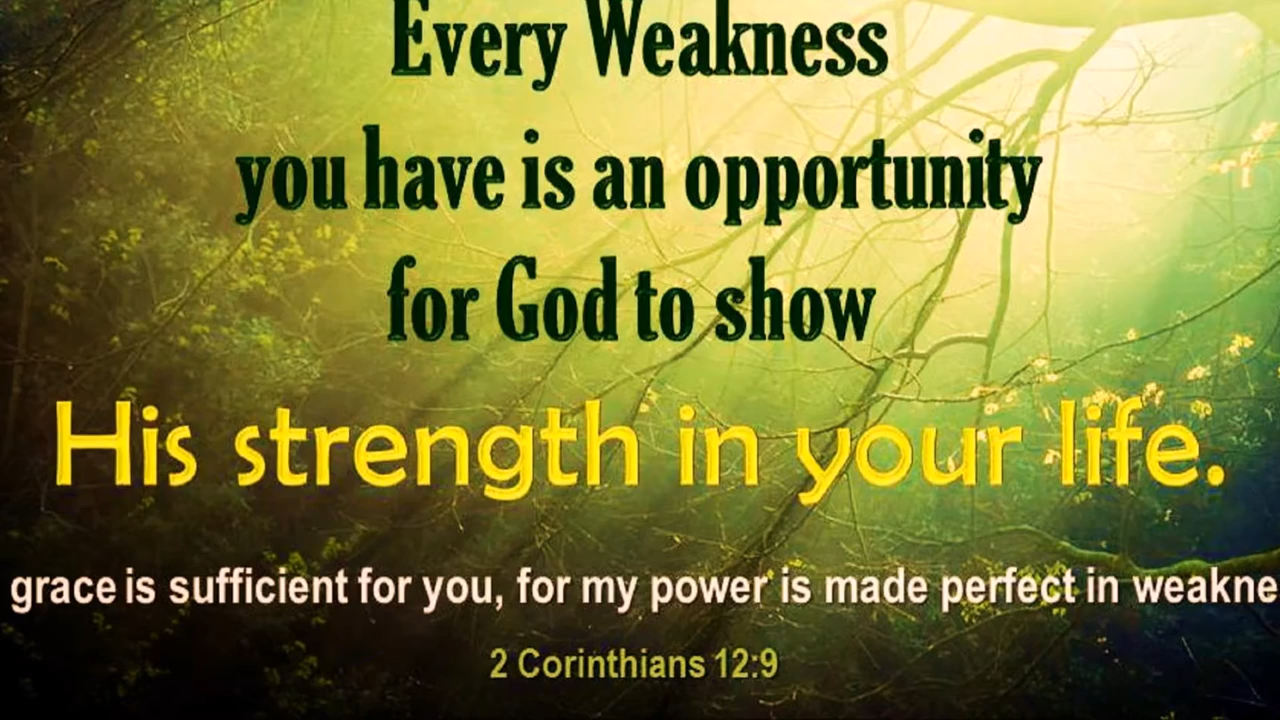 Every Weakness
you have is an opportunity
for God to show
His strength in your life.
grace is sufficient for you, for my power is made perfect in weakne
2 Corinthians 12:9